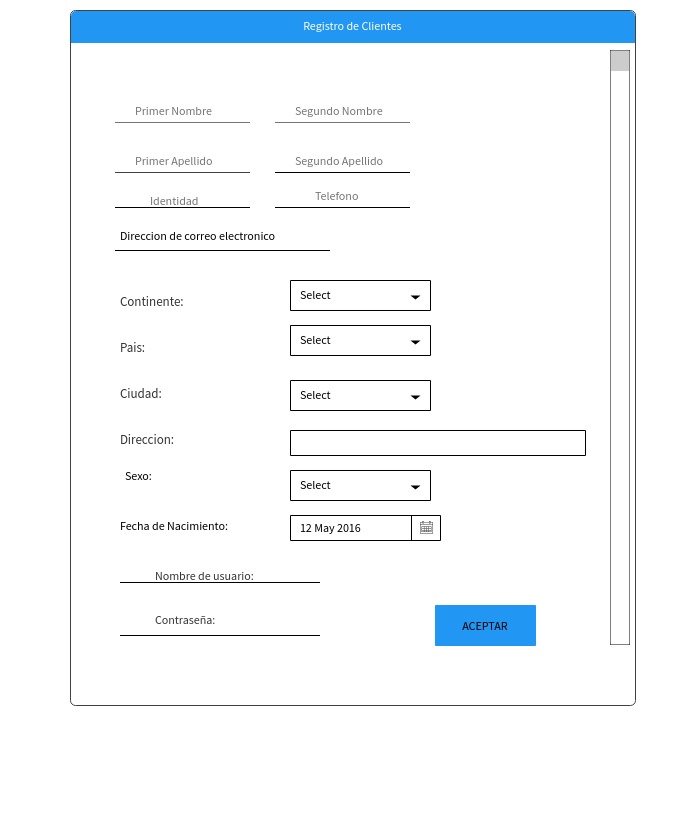 Registro de Clientes
Primer Nombre Segundo Nombre
Primer Apellido Segundo Apellido
Identidad Telefono
Direccion de correo electronico
Continente: Select
Pais: Select
Ciudad: Select
Direccion:
Sexo: Select
Fecha de Nacimiento: 12 May 2016
Nombre de usuario:
Contraseña:
ACEPTAR